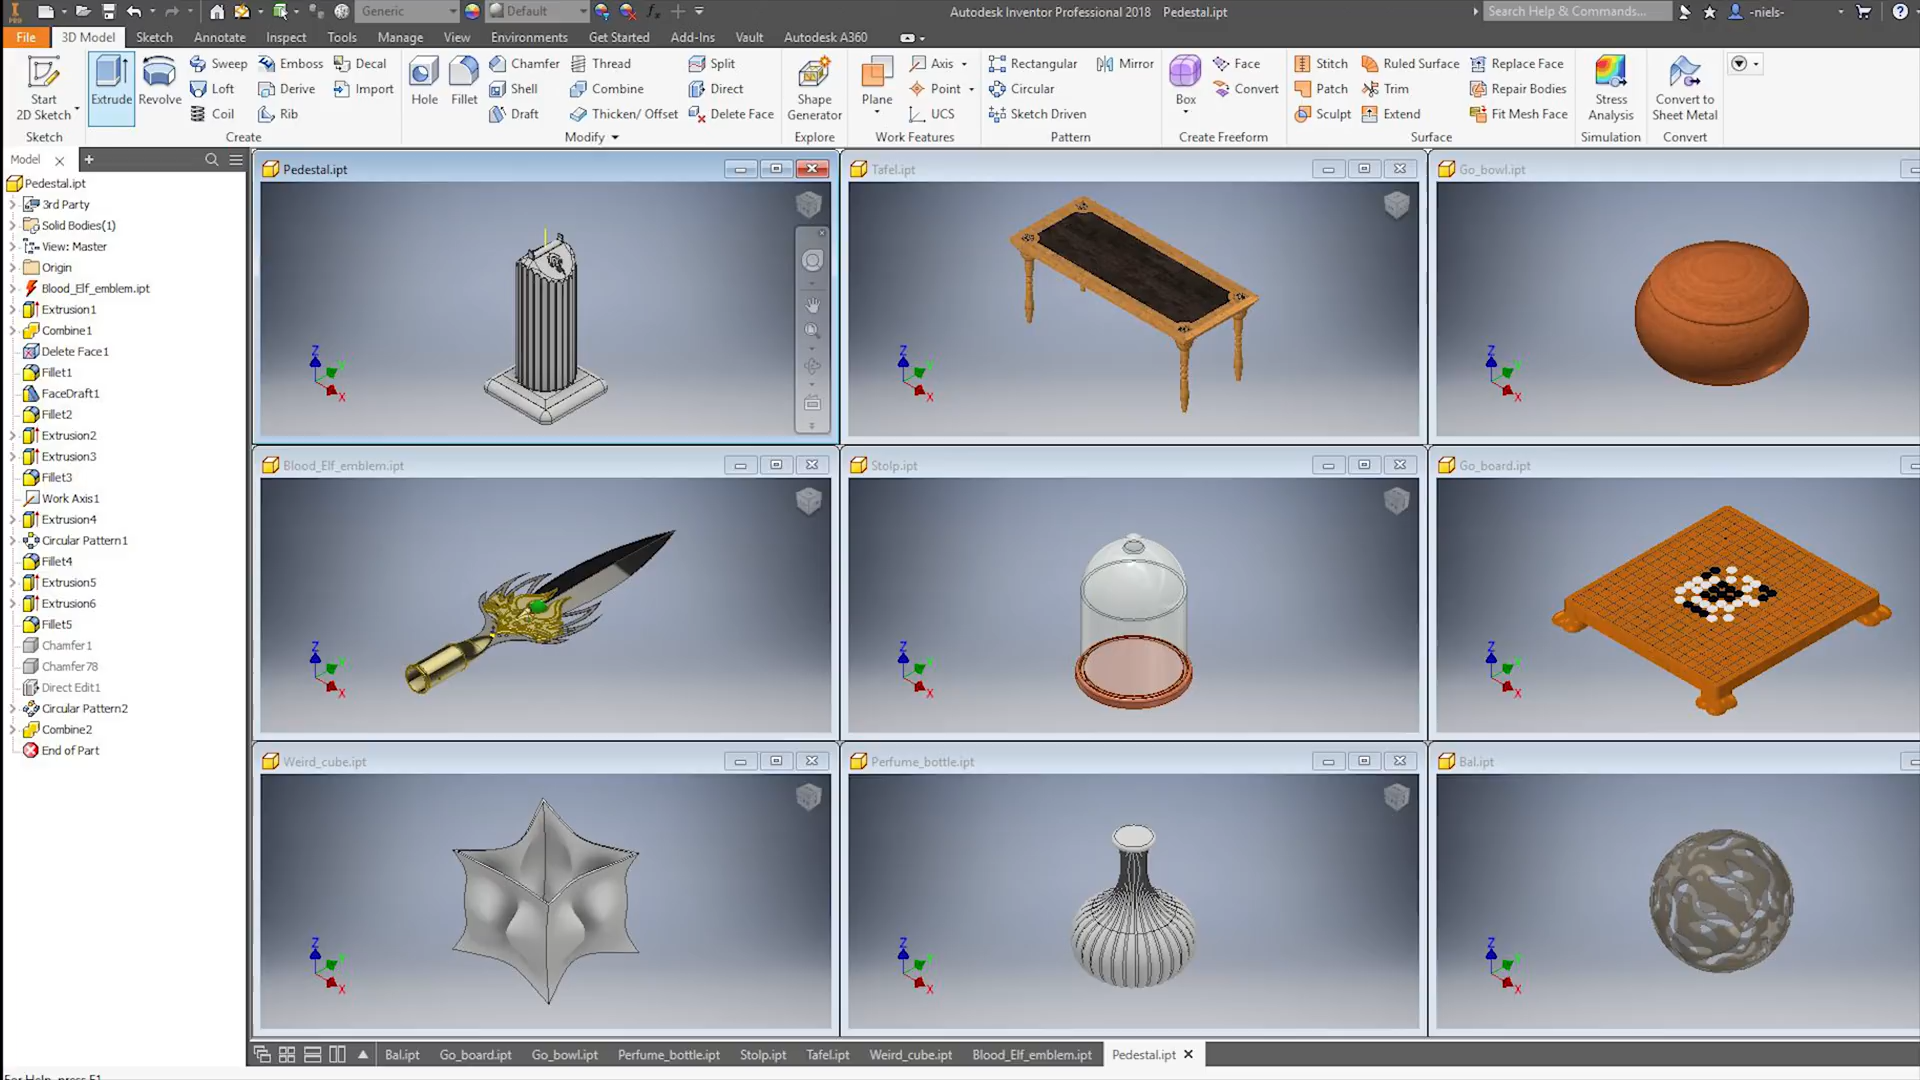 PRO
Generic
Default
fx
Autodesk Inventor Professional 2018 Pedestal.ipt
Search Help & Commands...
-niels-
File 3D Model Sketch Annotate Inspect Tools Manage View Environments Get Started Add-Ins Vault Autodesk A360
Start
2D Sketch
Extrude
Revolve
Sweep
Loft
Coil
Emboss
Derive
Rib
Decal
Import
Hole
Fillet
Chamfer
Shell
Draft
Thread
Combine
Thicken/ Offset
Split
Direct
Delete Face
Shape
Generator
Plane
Axis
Point
UCS
Rectangular
Circular
Sketch Driven
Mirror
Box
Face
Convert
Stitch
Patch
Sculpt
Ruled Surface
Trim
Extend
Replace Face
Repair Bodies
Fit Mesh Face
Stress
Analysis
Convert to
Sheet Metal
Sketch Create Modify Explore Work Features Pattern Create Freeform Surface Simulation Convert
Model
Pedestal.ipt
3rd Party
Solid Bodies(1)
View: Master
Origin
Blood_Elf_emblem.ipt
Extrusion1
Combine1
Delete Face1
Fillet1
FaceDraft1
Fillet2
Extrusion2
Extrusion3
Fillet3
Work Axis1
Extrusion4
Circular Pattern1
Fillet4
Extrusion5
Extrusion6
Fillet5
Chamfer1
Chamfer78
Direct Edit1
Circular Pattern2
Combine2
End of Part
Pedestal.ipt
Z
X
Tafel.ipt
Z
X
Go_bowl.ipt
Z
X
Blood_Elf_emblem.ipt
Z
X
Stolp.ipt
Z
X
Go_board.ipt
Z
X
Weird_cube.ipt
Z
X
Perfume_bottle.ipt
Z
X
Bal.ipt
Z
X
Bal.ipt Go_board.ipt Go_bowl.ipt Perfume_bottle.ipt Stolp.ipt Tafel.ipt Weird_cube.ipt Blood_Elf_emblem.ipt Pedestal.ipt
For Help, press F1